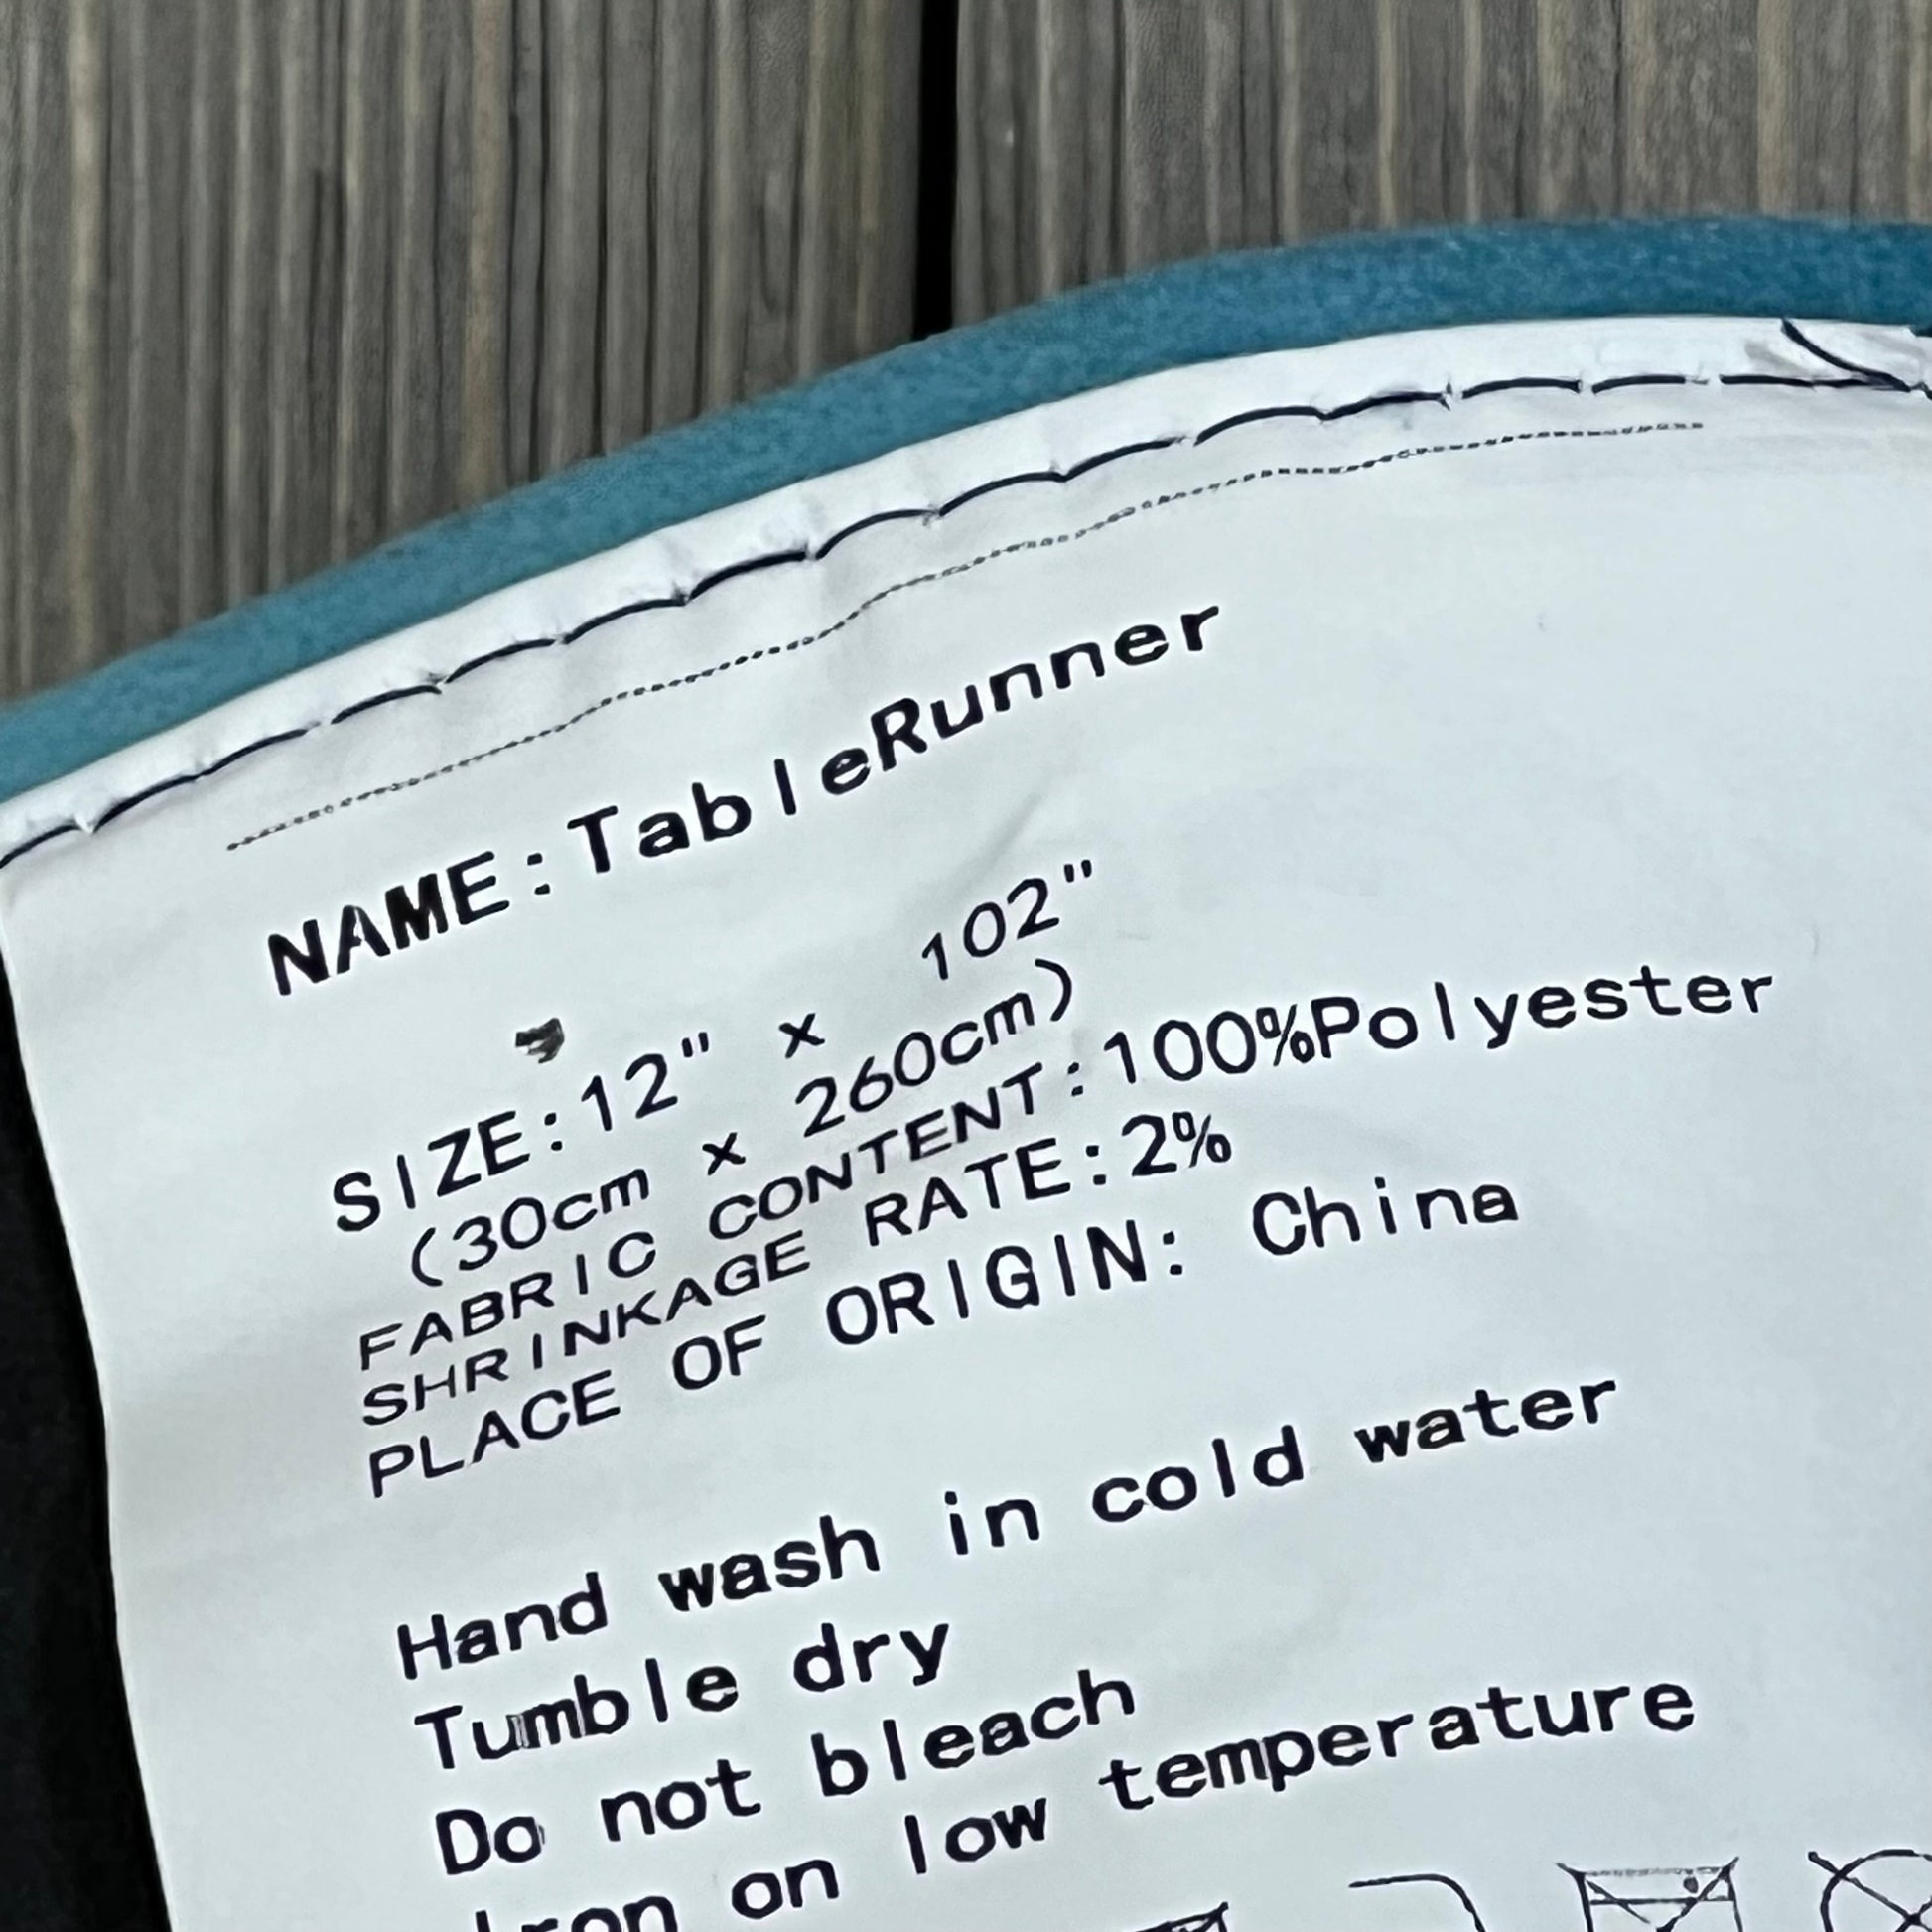 NAME:TableRunner
SIZE:12" x 102"
(30cm x 260cm)
FABRIC CONTENT:100%Polyester
SHRINKAGE RATE:2%
PLACE OF ORIGIN: China
Hand wash in cold water
Tumble dry
Do not bleach
Iron on low temperature